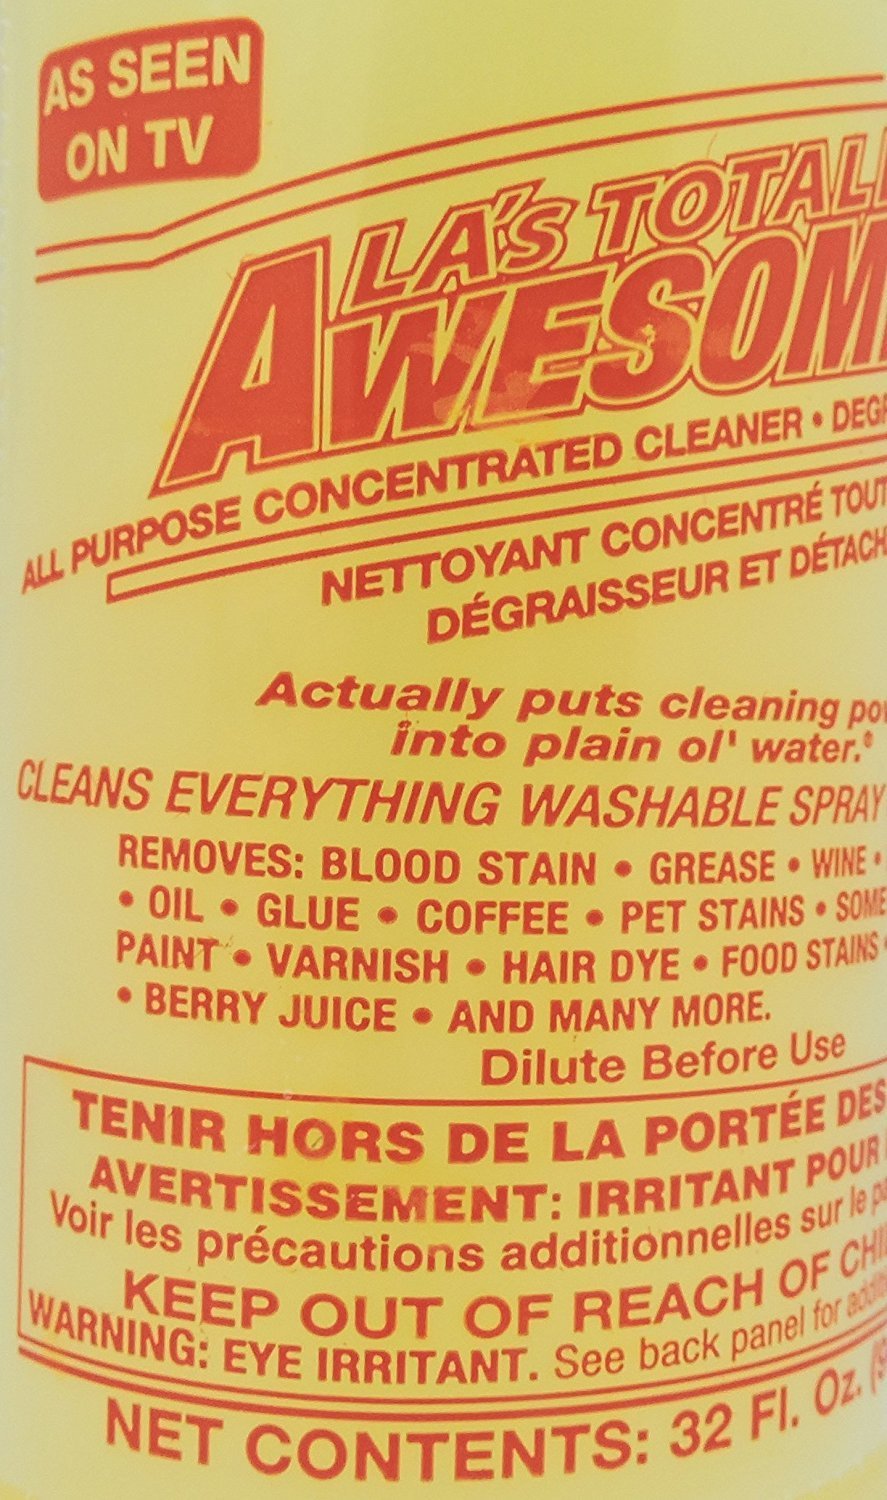 AS SEEN
ON TV
LA's TOTAL
AWESOM
ALL PURPOSE CONCENTRATED CLEANER • DEG
NETTOYANT CONCENTRÉ TOUT
DÉGRAISSEUR ET DÉTACH
Actually puts cleaning po
into plain ol' water.®
CLEANS EVERYTHING WASHABLE SPRAY
REMOVES: BLOOD STAIN • GREASE • WINE •
• OIL • GLUE • COFFEE • PET STAINS • SOME
PAINT • VARNISH • HAIR DYE • FOOD STAINS •
• BERRY JUICE • AND MANY MORE.
Dilute Before Use
TENIR HORS DE LA PORTÉE DES
AVERTISSEMENT: IRRITANT POUR
Voir les précautions additionnelles sur le
KEEP OUT OF REACH OF CHI
WARNING: EYE IRRITANT. See back panel for addit
NET CONTENTS: 32 Fl. Oz.